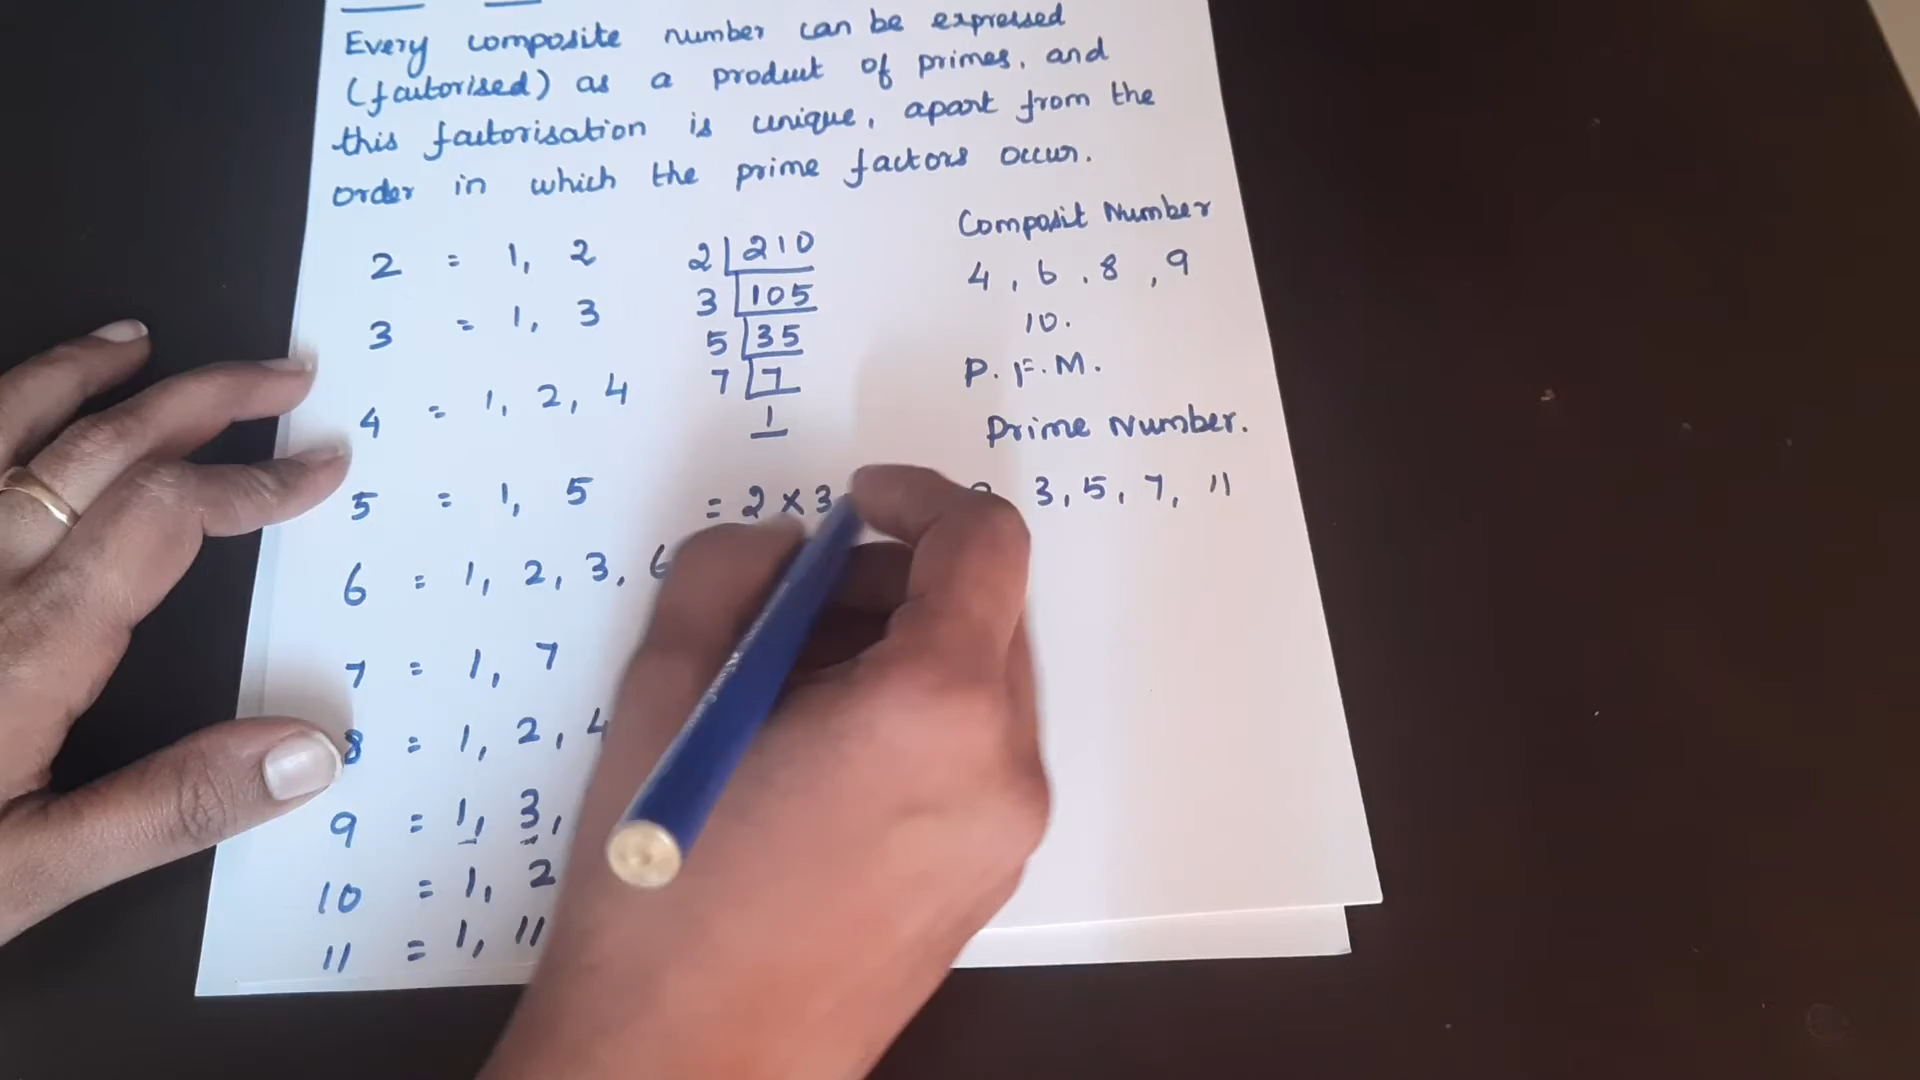 Every composite number can be expressed
(factorised) as a product of primes, and
this factorisation is unique, apart from the
order in which the prime factors occur.
2 = 1, 2
3 = 1, 3
4 = 1, 2, 4
5 = 1, 5
6 = 1, 2, 3, 6
7 = 1, 7
8 = 1, 2, 4
9 = 1, 3,
10 = 1, 2
11 = 1, 11
2 | 210
3 | 105
5 | 35
7 | 7
1
= 2 × 3
Composit Number
4, 6, 8, 9
10.
P. F. M.
Prime Number.
3, 5, 7, 11